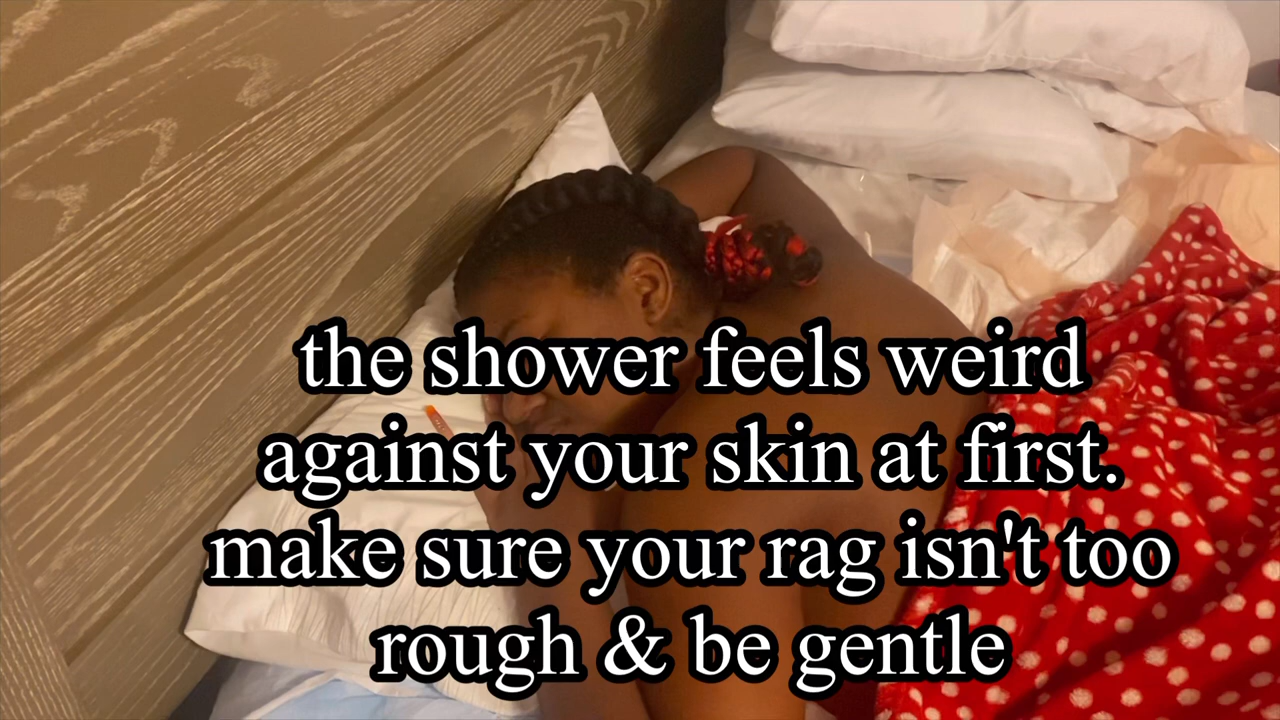 the shower feels weird
against your skin at first.
make sure your rag isn't too
rough & be gentle